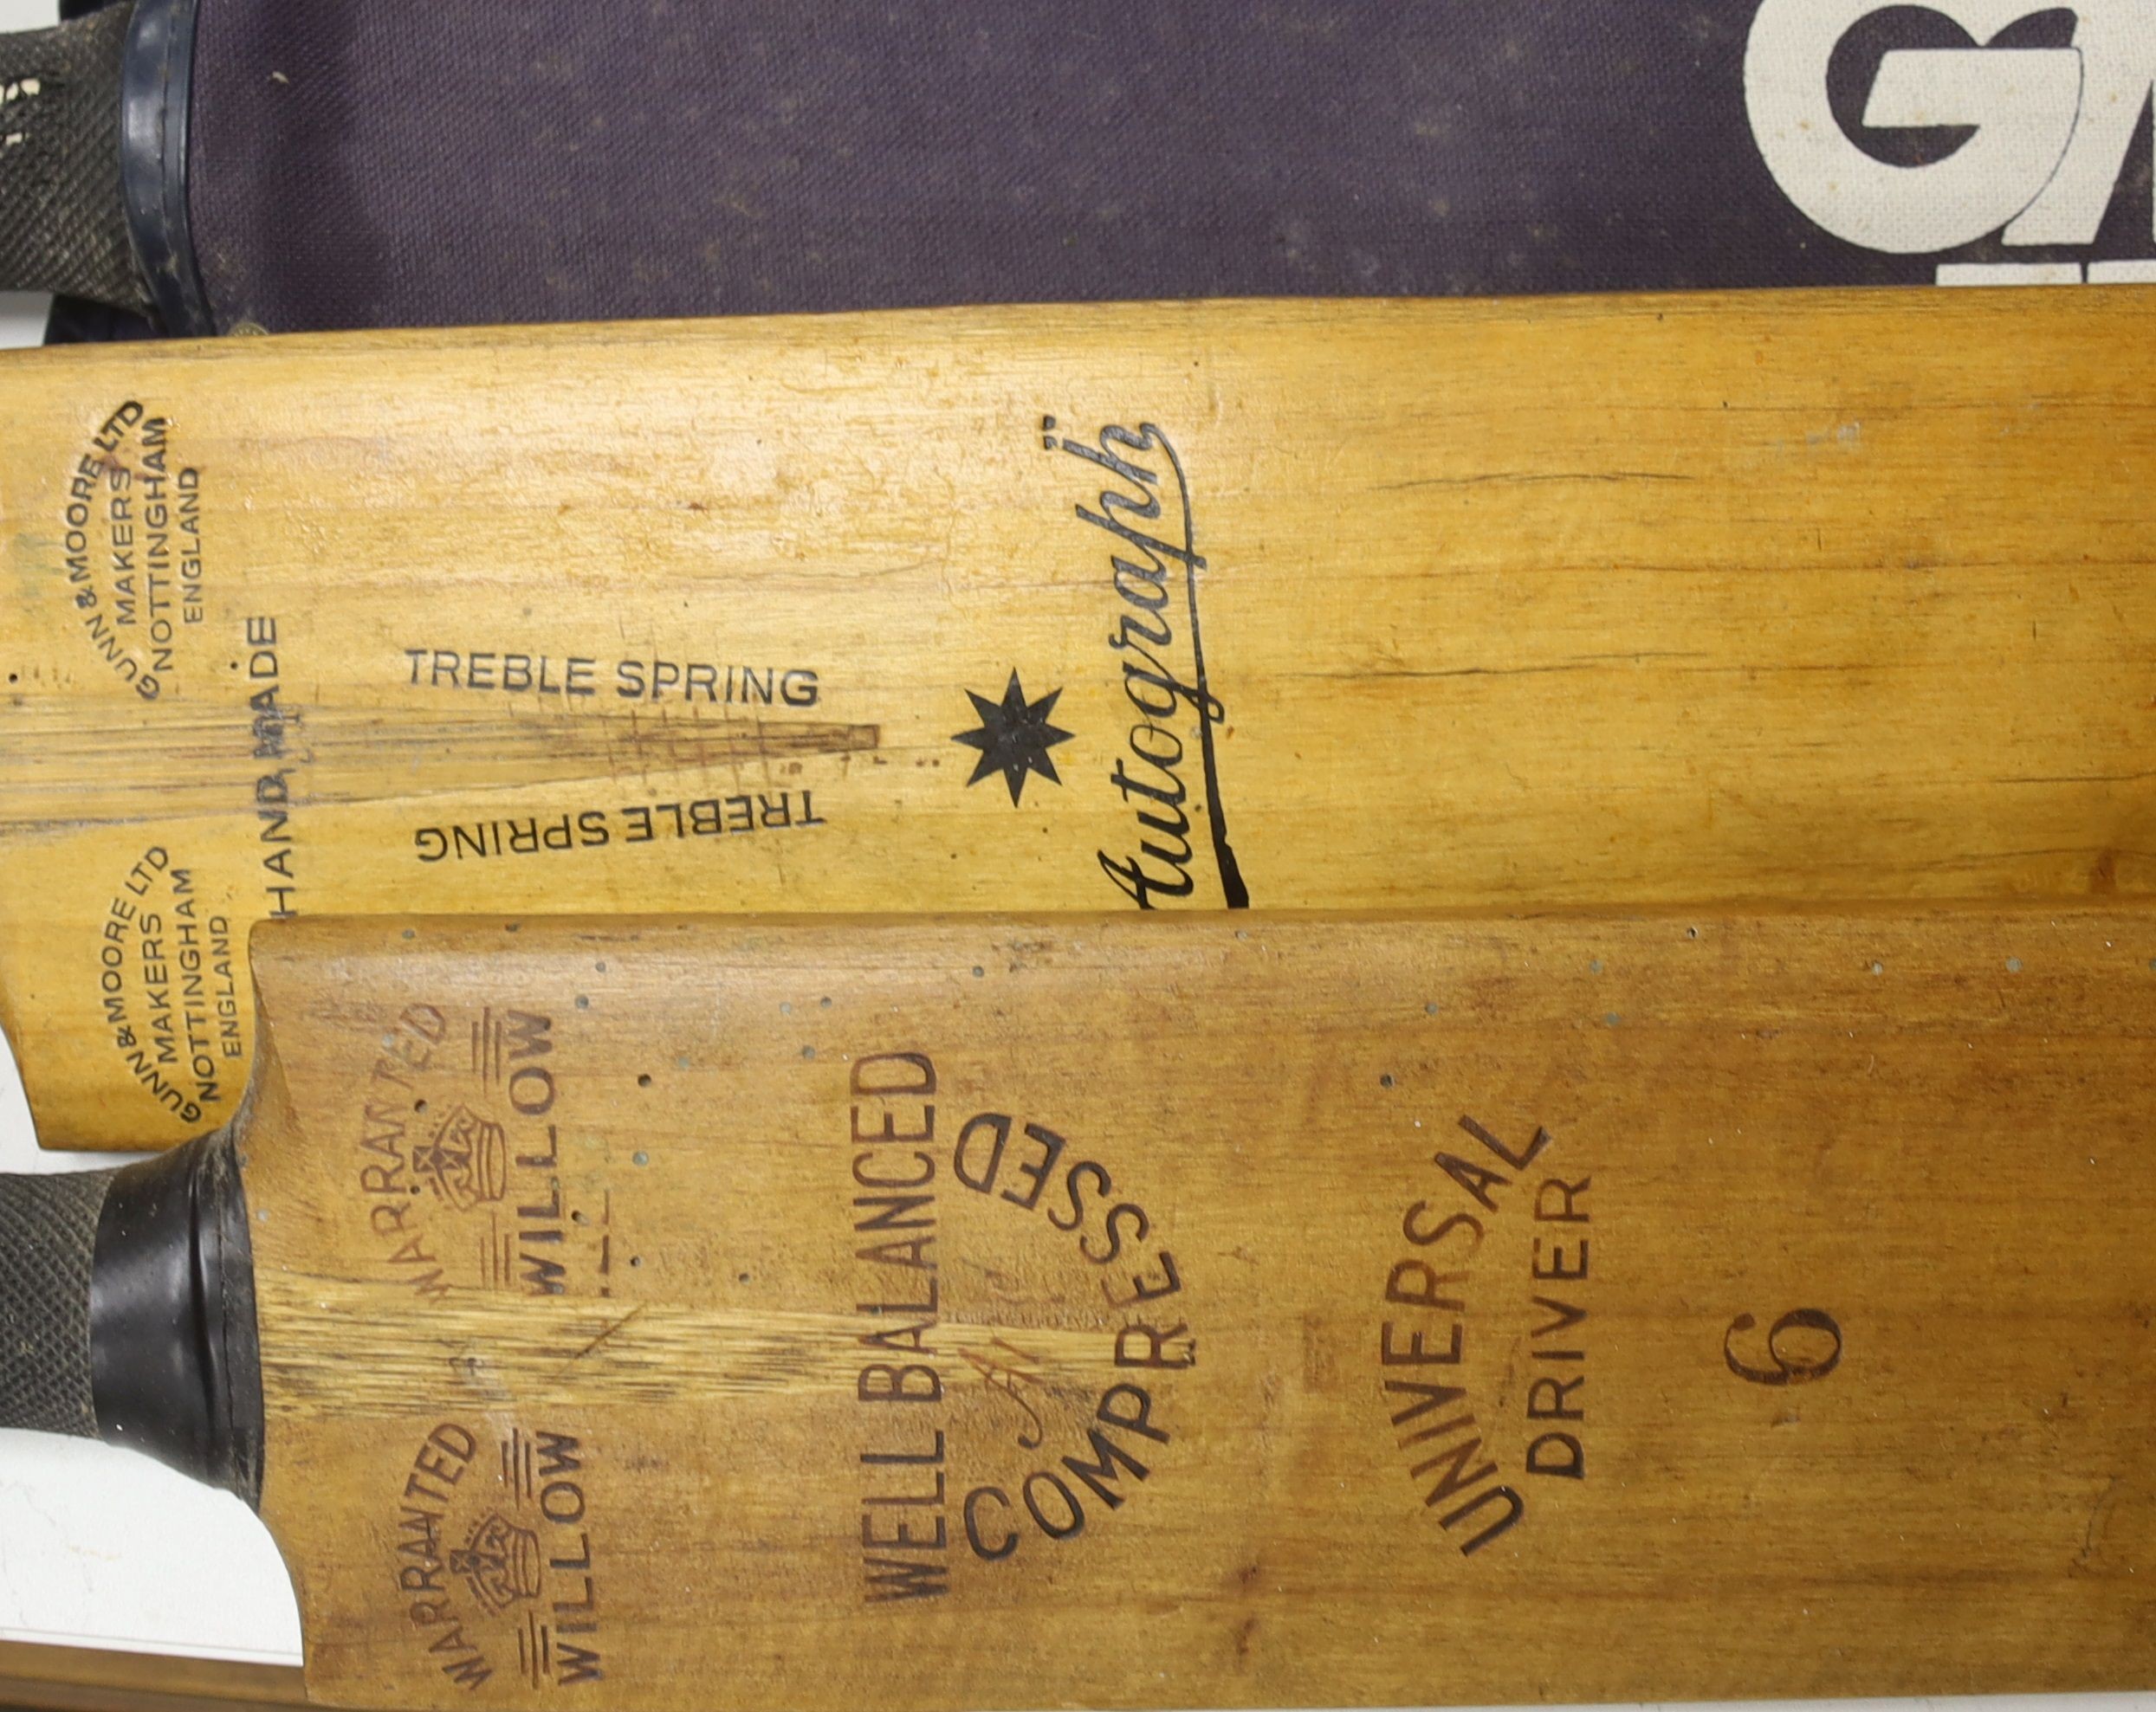 GM
GUNN & MOORE LTD
MAKERS
NOTTINGHAM
ENGLAND
GUNN & MOORE LTD
MAKERS
NOTTINGHAM
ENGLAND
HAND MADE
TREBLE SPRING
TREBLE SPRING
Autograph
WARRANTED
WILLOW
WARRANTED
WILLOW
WELL BALANCED
COMPRESSED
UNIVERSAL
DRIVER
6